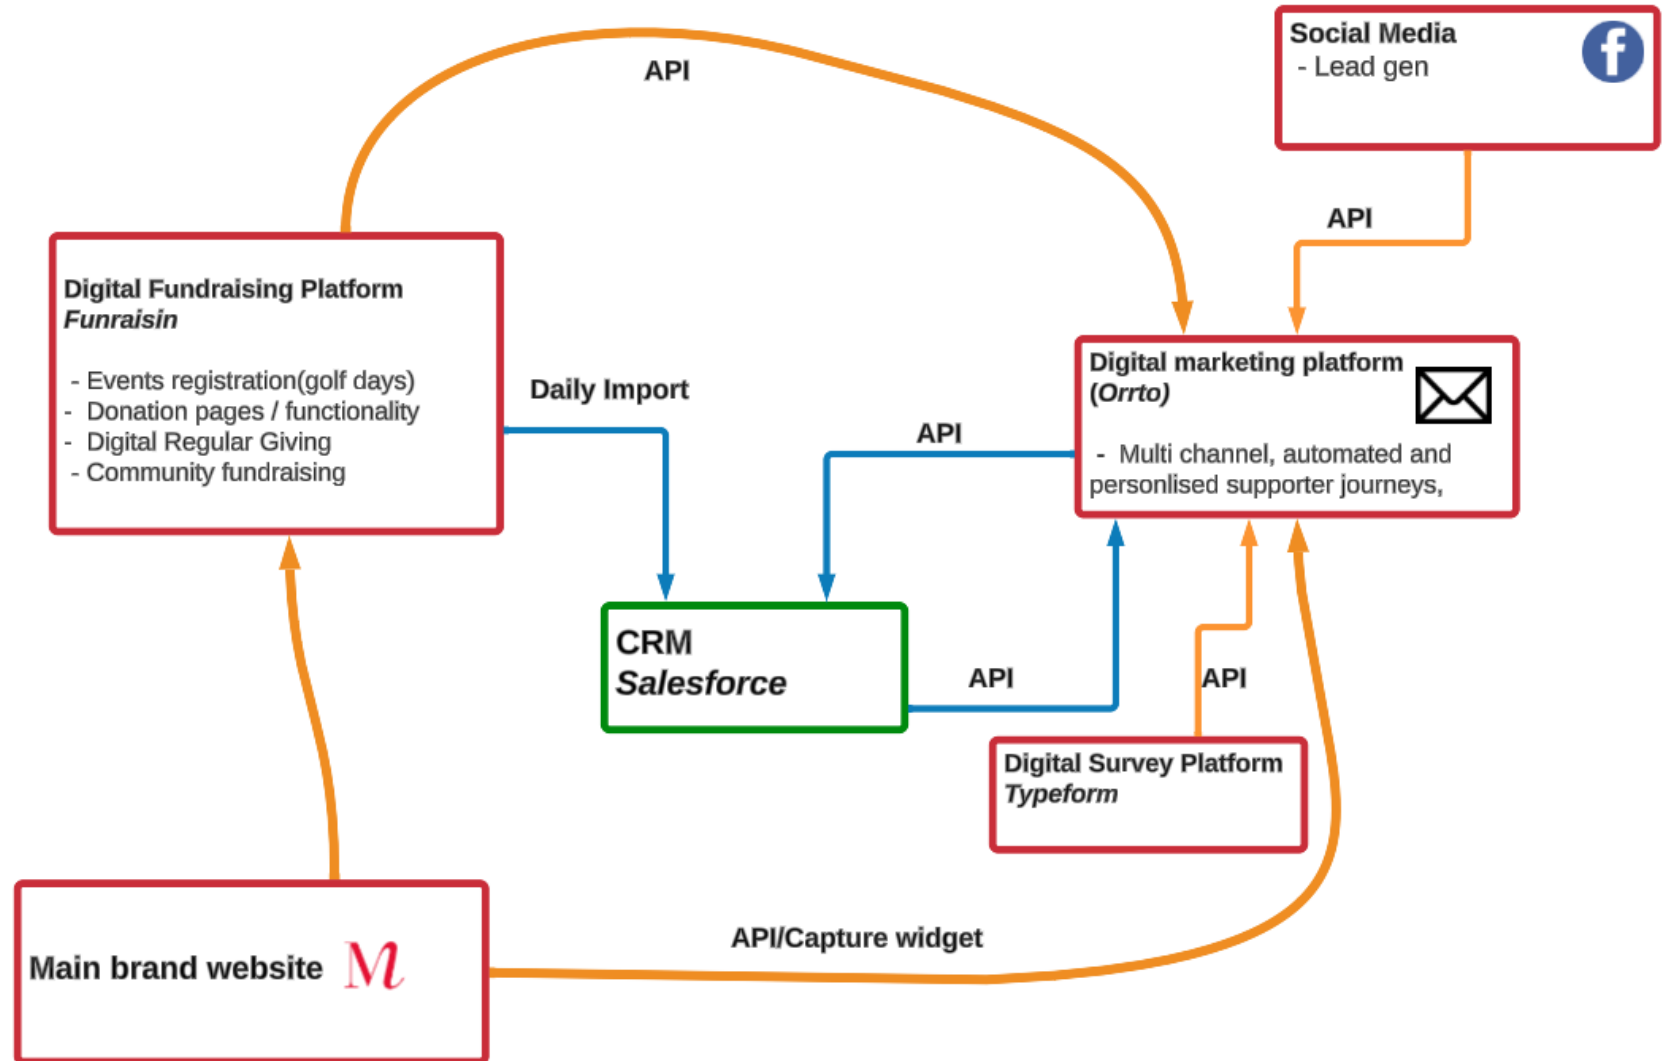 Social Media
- Lead gen
f
API
API
Digital Fundraising Platform
Funraisin
- Events registration(golf days)
- Donation pages / functionality
- Digital Regular Giving
- Community fundraising
Daily Import
Digital marketing platform
(Orrto)
- Multi channel, automated and
personlised supporter journeys,
API
CRM
Salesforce
API
API
Digital Survey Platform
Typeform
API/Capture widget
Main brand website M